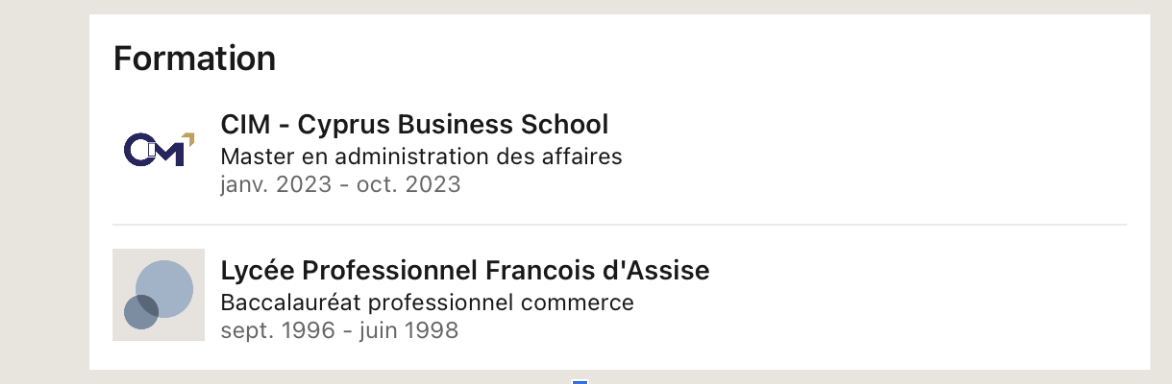 Formation
CIM - Cyprus Business School
CIM
Master en administration des affaires
janv. 2023 - oct. 2023
Lycée Professionnel Francois d'Assise
Baccalauréat professionnel commerce
sept. 1996 - juin 1998